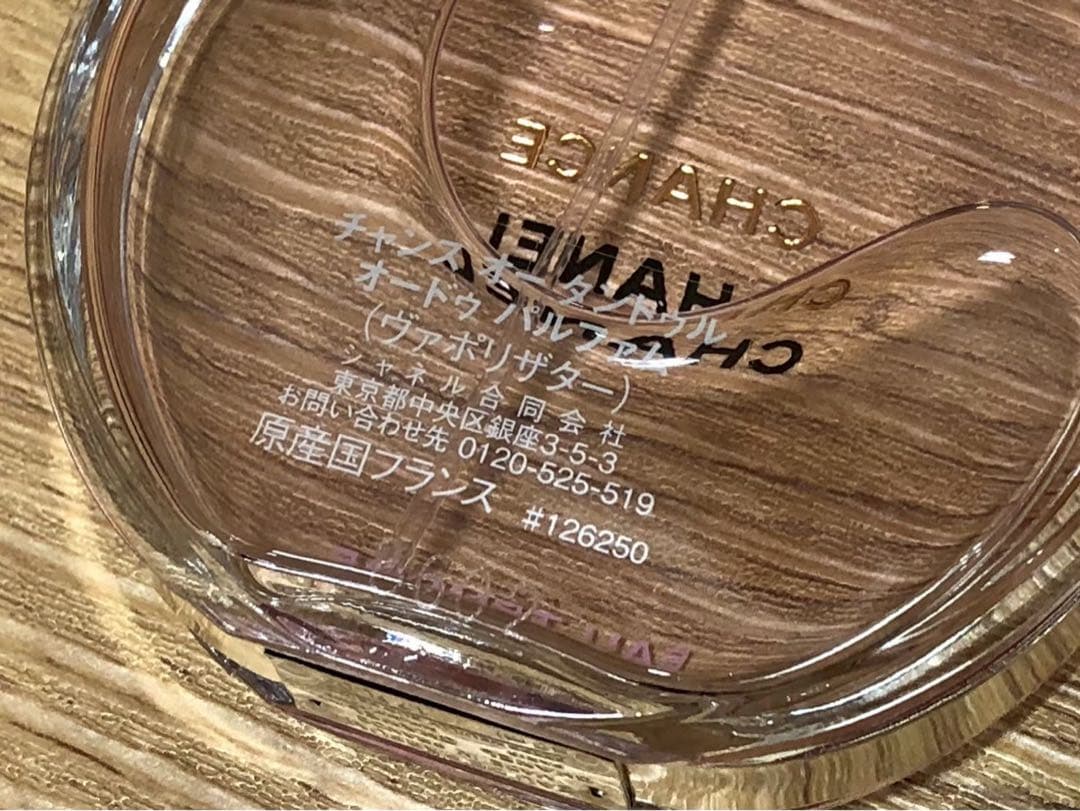 CHANCE
CHANEL
チャンス オー タンドゥル
オードゥ パルファム
(ヴァポリザター)
シャネル合同会社
東京都中央区銀座3-5-3
お問い合わせ先 0120-525-519
原産国フランス #126250
EAU TENDRE